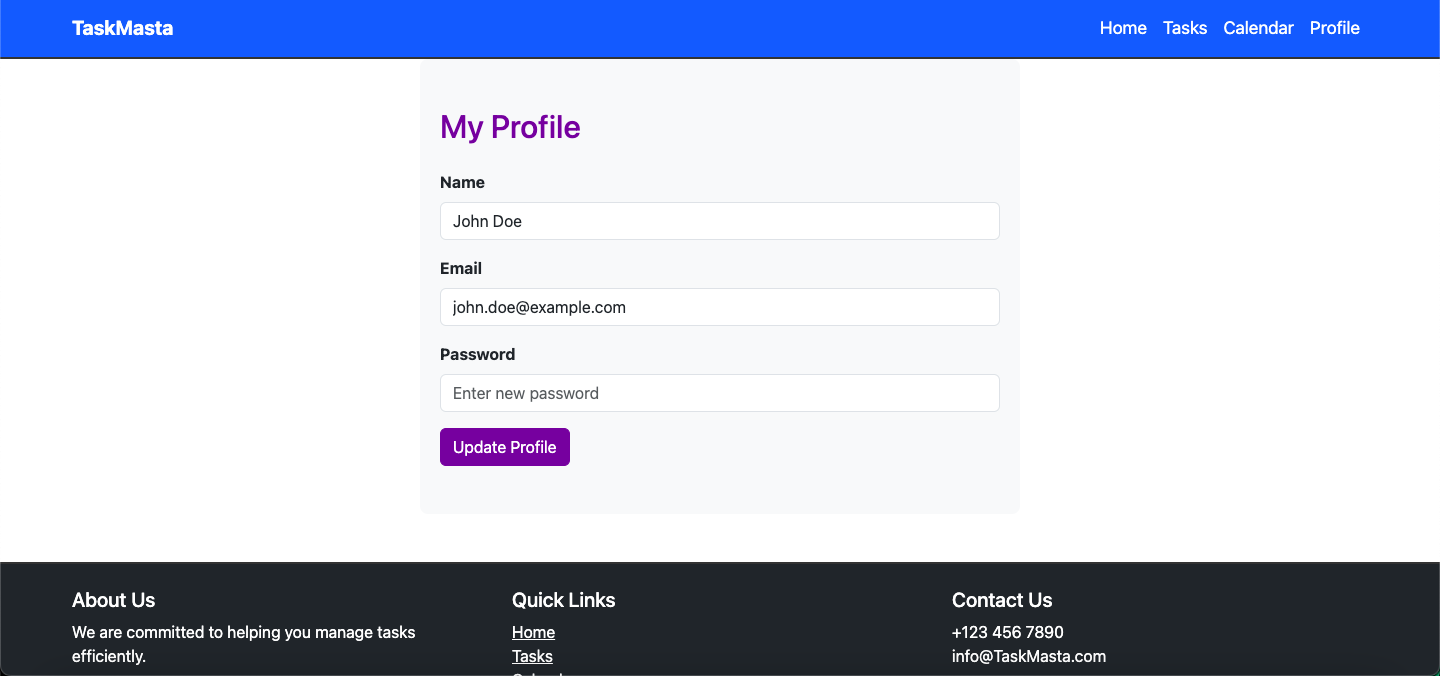 TaskMasta
Home Tasks Calendar Profile
My Profile
Name
John Doe
Email
john.doe@example.com
Password
Enter new password
Update Profile
About Us
We are committed to helping you manage tasks
efficiently.
Quick Links
Home
Tasks
Contact Us
+123 456 7890
info@TaskMasta.com